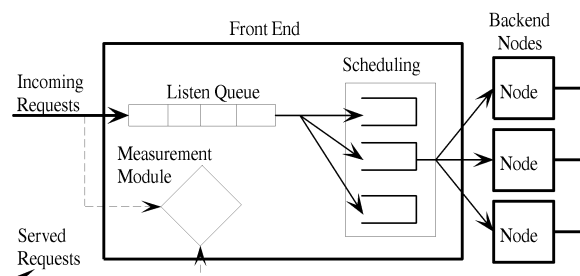 Front End
Backend
Nodes
Scheduling
Incoming
Requests
Listen Queue
Node
Measurement
Module
Node
Served
Requests
Node